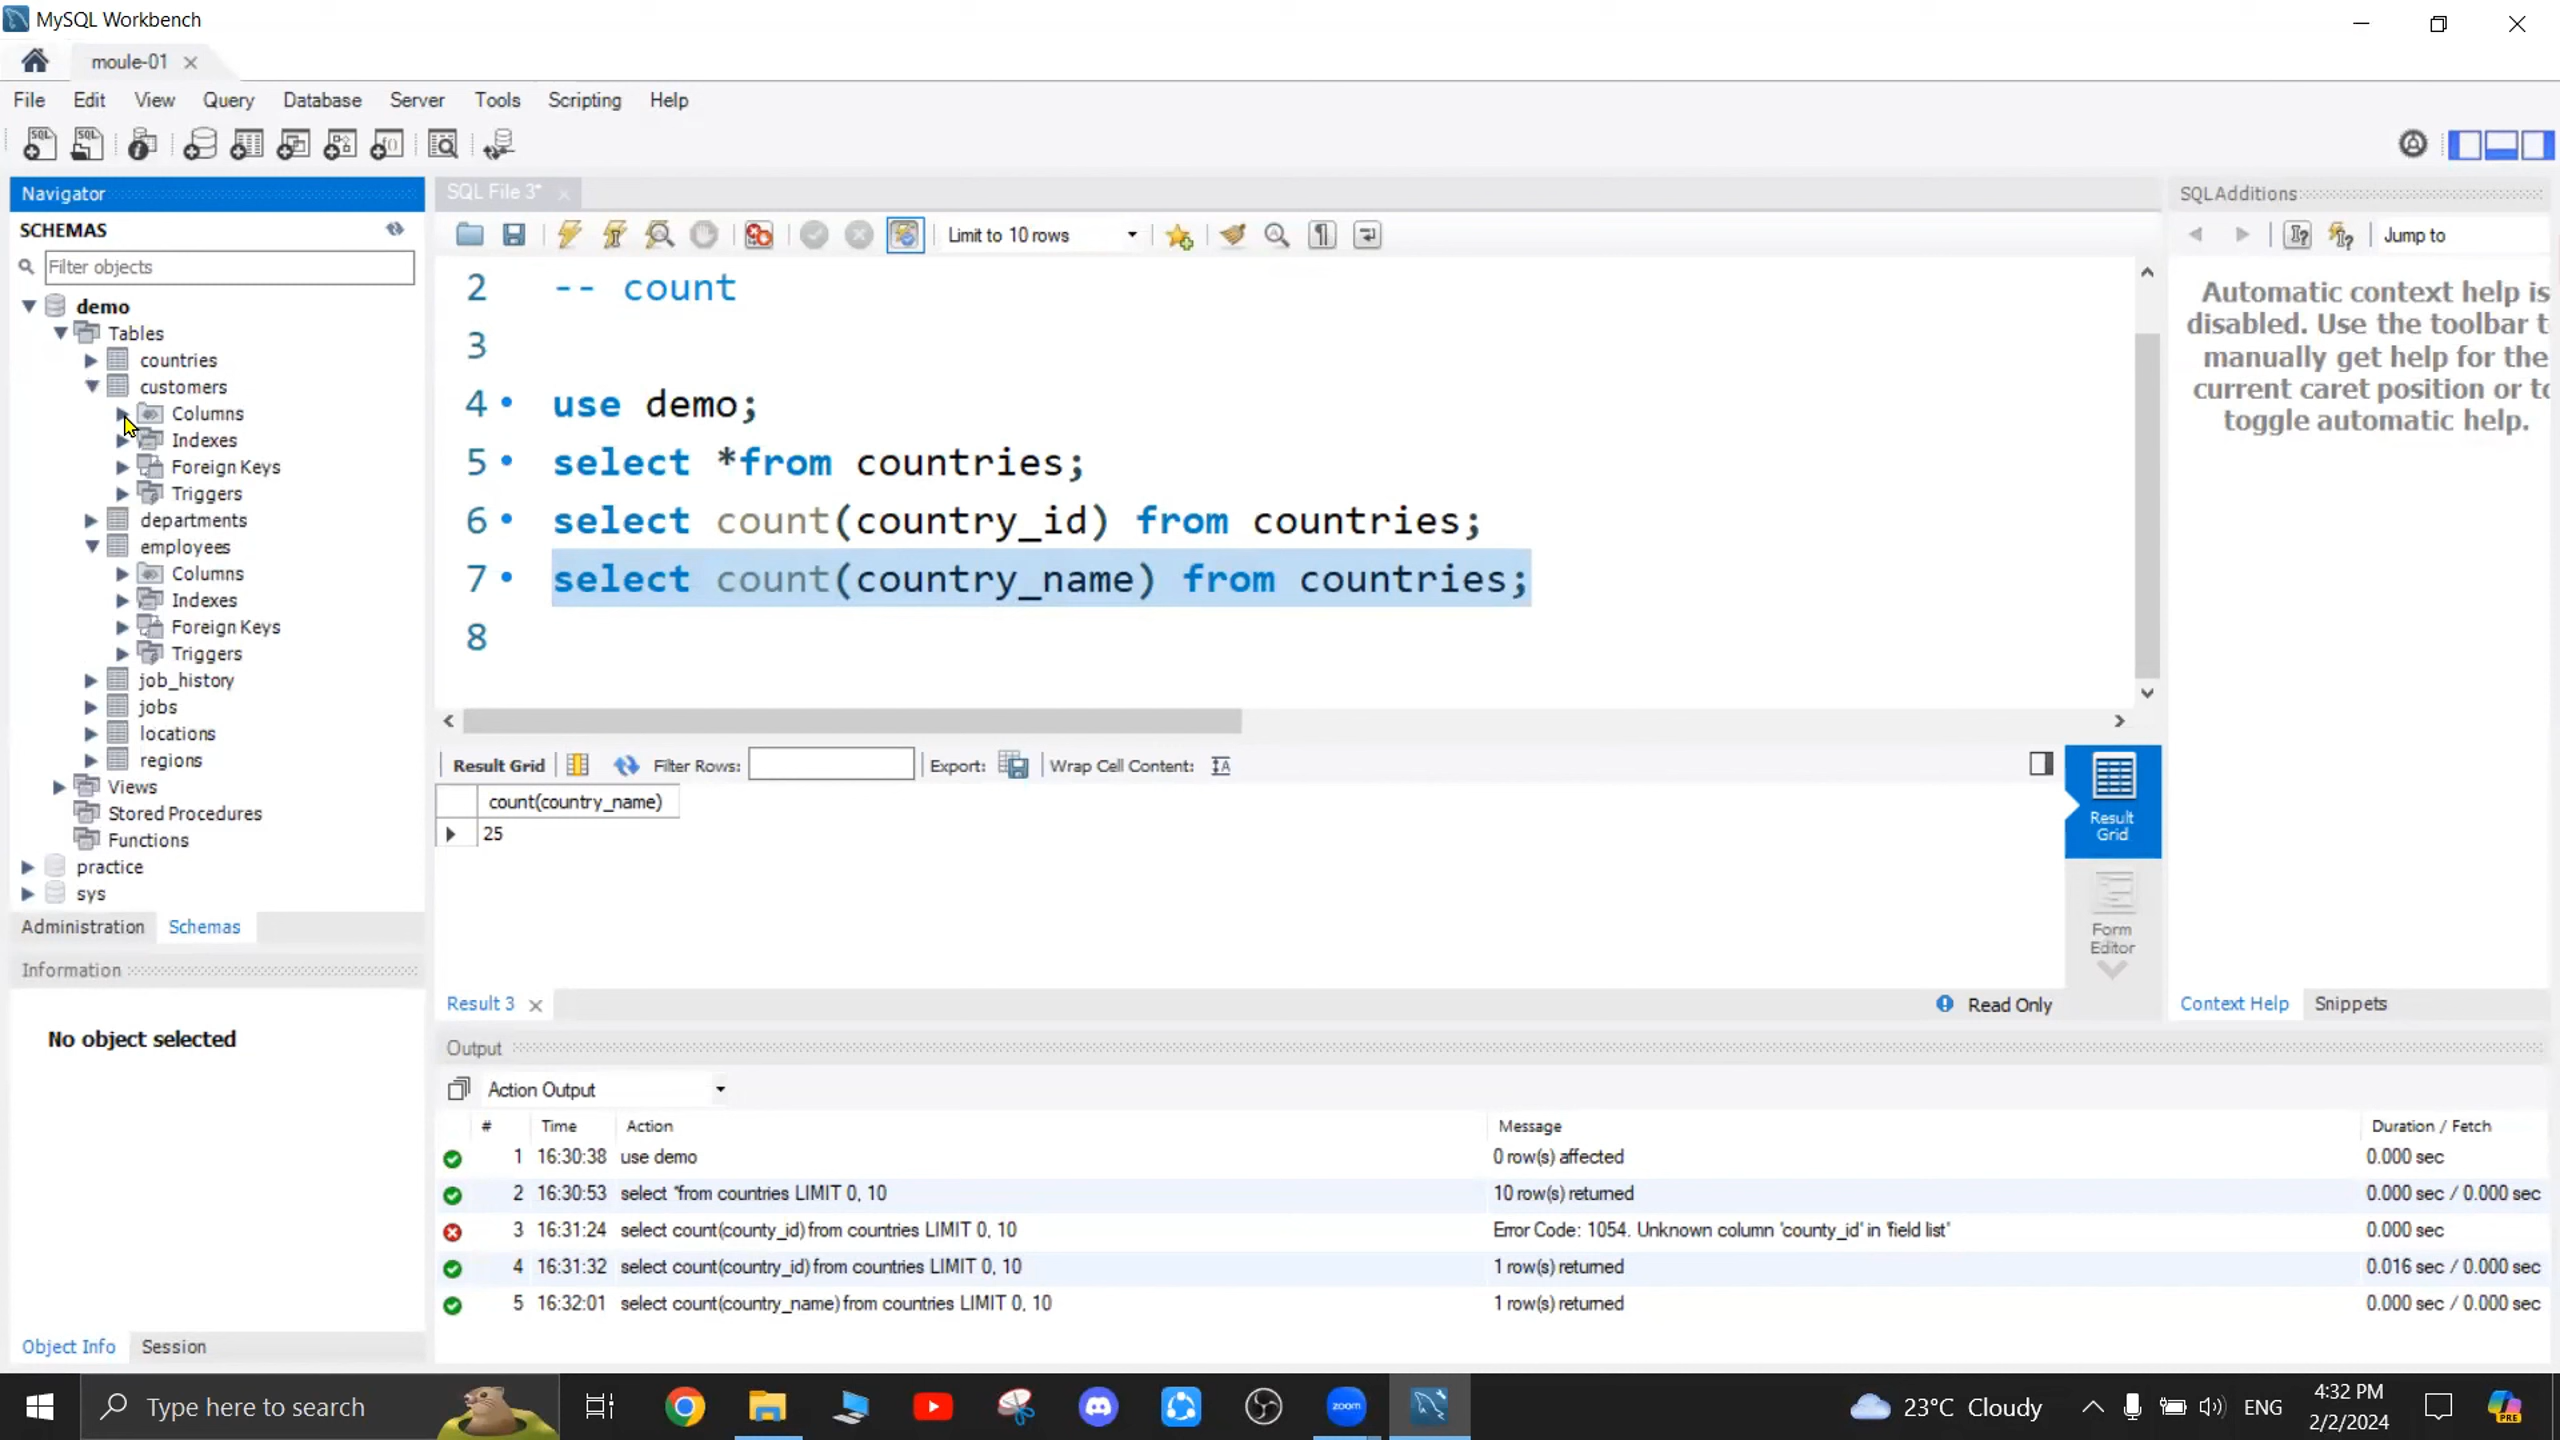 MySQL Workbench
moule-01
File Edit View Query Database Server Tools Scripting Help
Navigator
SCHEMAS
Filter objects
demo
Tables
countries
customers
Columns
Indexes
Foreign Keys
Triggers
departments
employees
Columns
Indexes
Foreign Keys
Triggers
job_history
jobs
locations
regions
Views
Stored Procedures
Functions
practice
sys
Administration Schemas
Information
No object selected
Object Info Session
SQL File 3*
Limit to 10 rows
2 -- count
3
4 use demo;
5 select *from countries;
6 select count(country_id) from countries;
7 select count(country_name) from countries;
8
Result Grid Filter Rows: Export: Wrap Cell Content:
count(country_name)
25
Result Grid
Form Editor
Result 3 Read Only
SQLAdditions
Jump to
Automatic context help is
disabled. Use the toolbar t
manually get help for the
current caret position or to
toggle automatic help.
Context Help Snippets
Output
Action Output
# Time Action Message Duration / Fetch
1 16:30:38 use demo 0 row(s) affected 0.000 sec
2 16:30:53 select *from countries LIMIT 0, 10 10 row(s) returned 0.000 sec / 0.000 sec
3 16:31:24 select count(county_id) from countries LIMIT 0, 10 Error Code: 1054. Unknown column 'county_id' in 'field list' 0.000 sec
4 16:31:32 select count(country_id) from countries LIMIT 0, 10 1 row(s) returned 0.016 sec / 0.000 sec
5 16:32:01 select count(country_name) from countries LIMIT 0, 10 1 row(s) returned 0.000 sec / 0.000 sec
Type here to search
zoom
23°C Cloudy
ENG
4:32 PM
2/2/2024
PRE